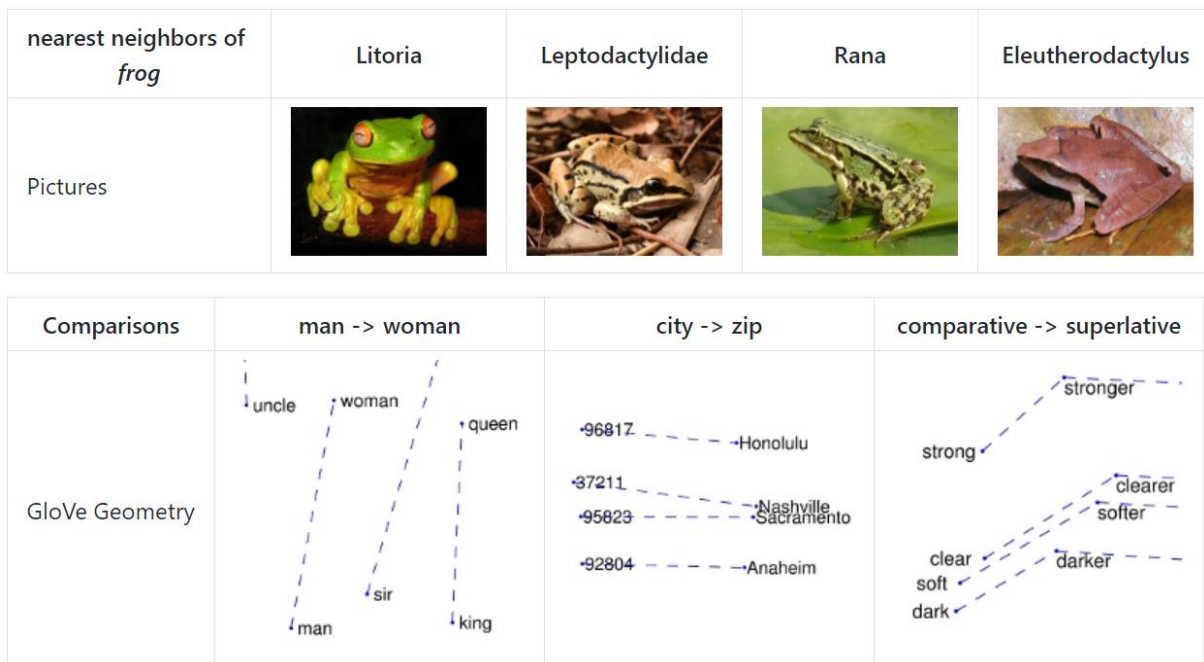 nearest neighbors of
frog
Litoria
Leptodactylidae
Rana
Eleutherodactylus
Pictures
Comparisons
man -> woman
city -> zip
comparative -> superlative
GloVe Geometry
uncle
woman
queen
sir
man
king
96817
Honolulu
37211
Nashville
95823
Sacramento
92804
Anaheim
stronger
strong
clearer
softer
clear
darker
soft
dark